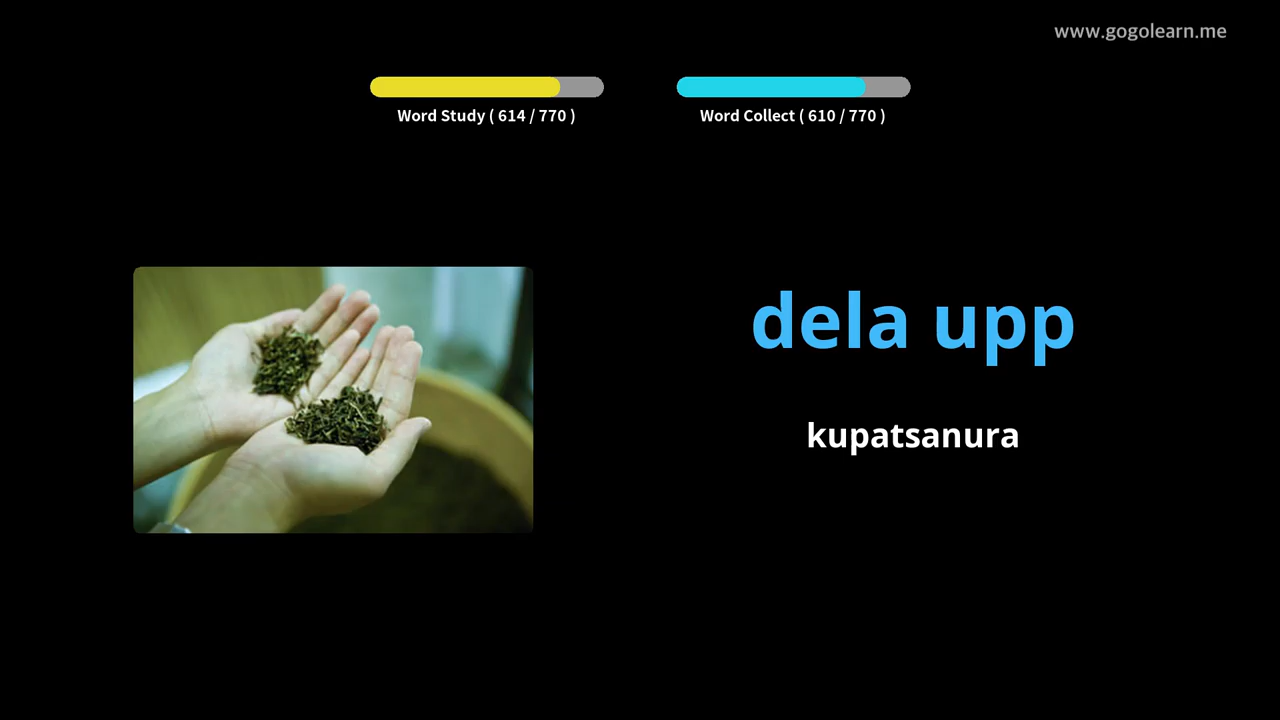 www.gogolearn.me
Word Study ( 614 / 770 )
Word Collect ( 610 / 770 )
dela upp
kupatsanura